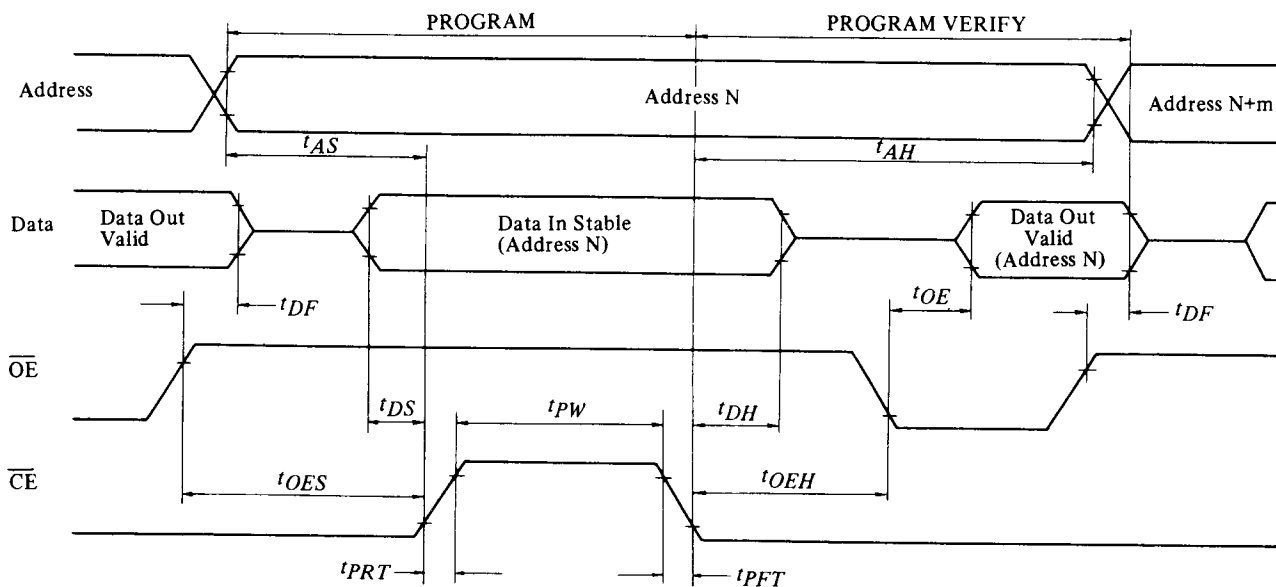 PROGRAM
PROGRAM VERIFY
Address
Address N
Address N+m
tAS
tAH
Data
Data Out
Valid
Data In Stable
(Address N)
Data Out
Valid
(Address N)
tDF
tOE
tDF
OE
tDS
tPW
tDH
CE
tOES
tOEH
tPRT
tPFT